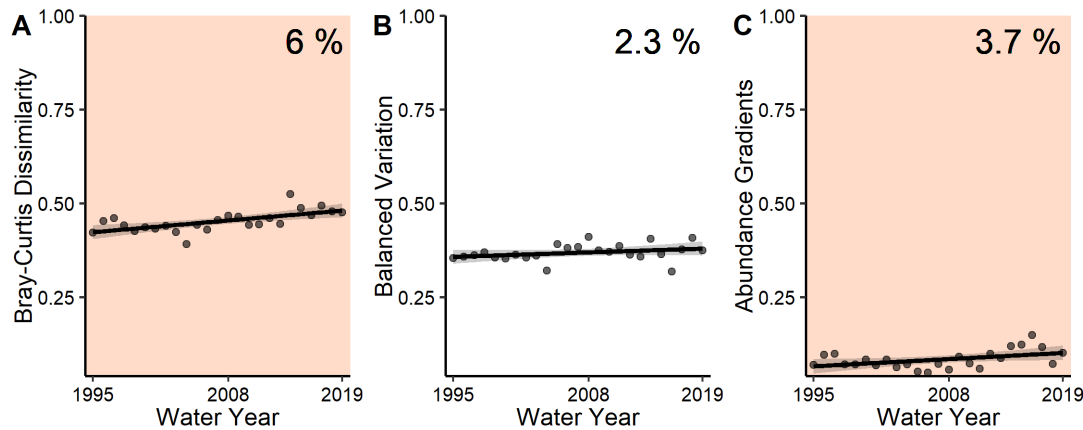 A
6 %
Bray-Curtis Dissimilarity
1.00
0.75
0.50
0.25
1995
2008
2019
Water Year
B
2.3 %
Balanced Variation
1.00
0.75
0.50
0.25
1995
2008
2019
Water Year
C
3.7 %
Abundance Gradients
1.00
0.75
0.50
0.25
1995
2008
2019
Water Year